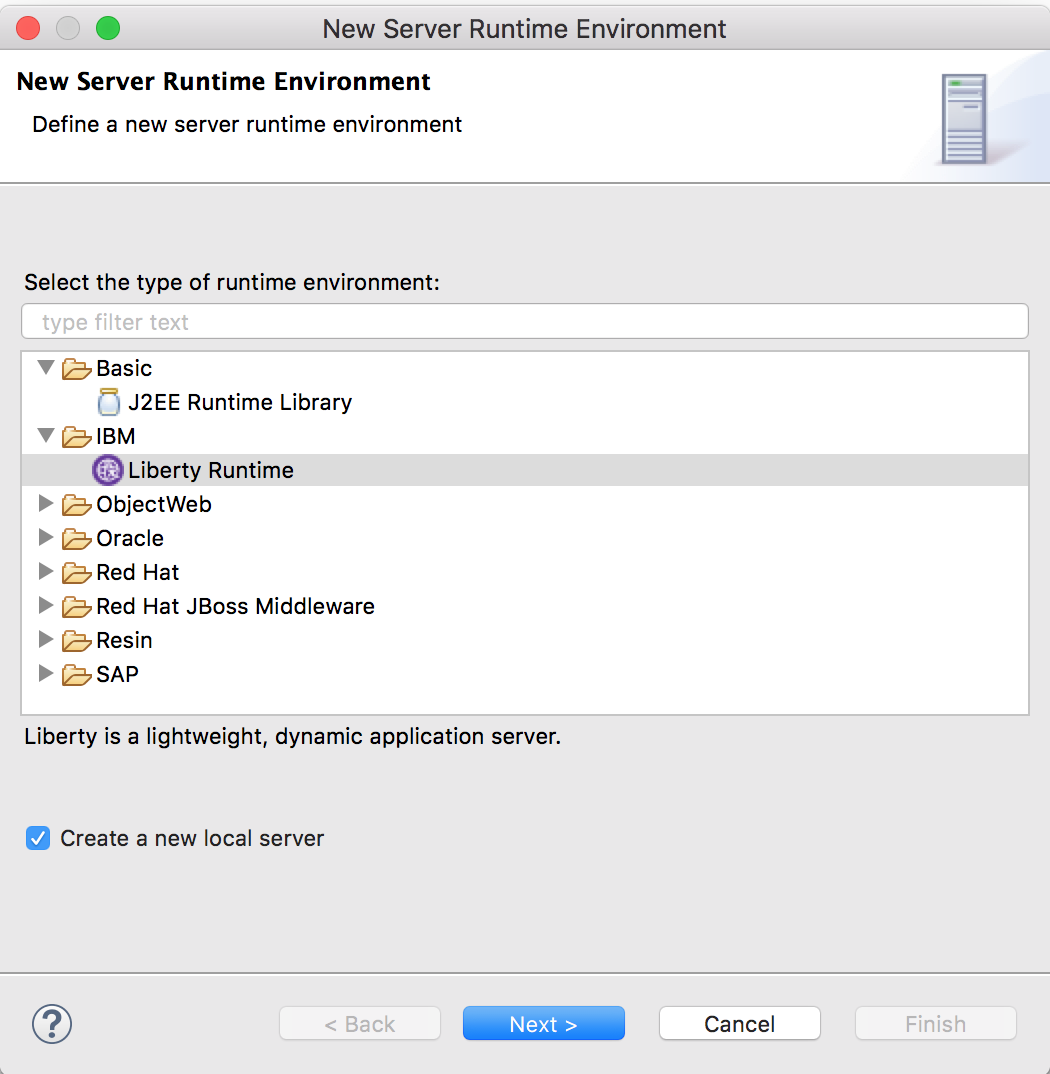 New Server Runtime Environment
New Server Runtime Environment
Define a new server runtime environment
Select the type of runtime environment:
type filter text
Basic
J2EE Runtime Library
IBM
Liberty Runtime
ObjectWeb
Oracle
Red Hat
Red Hat JBoss Middleware
Resin
SAP
Liberty is a lightweight, dynamic application server.
Create a new local server
? < Back Next > Cancel Finish